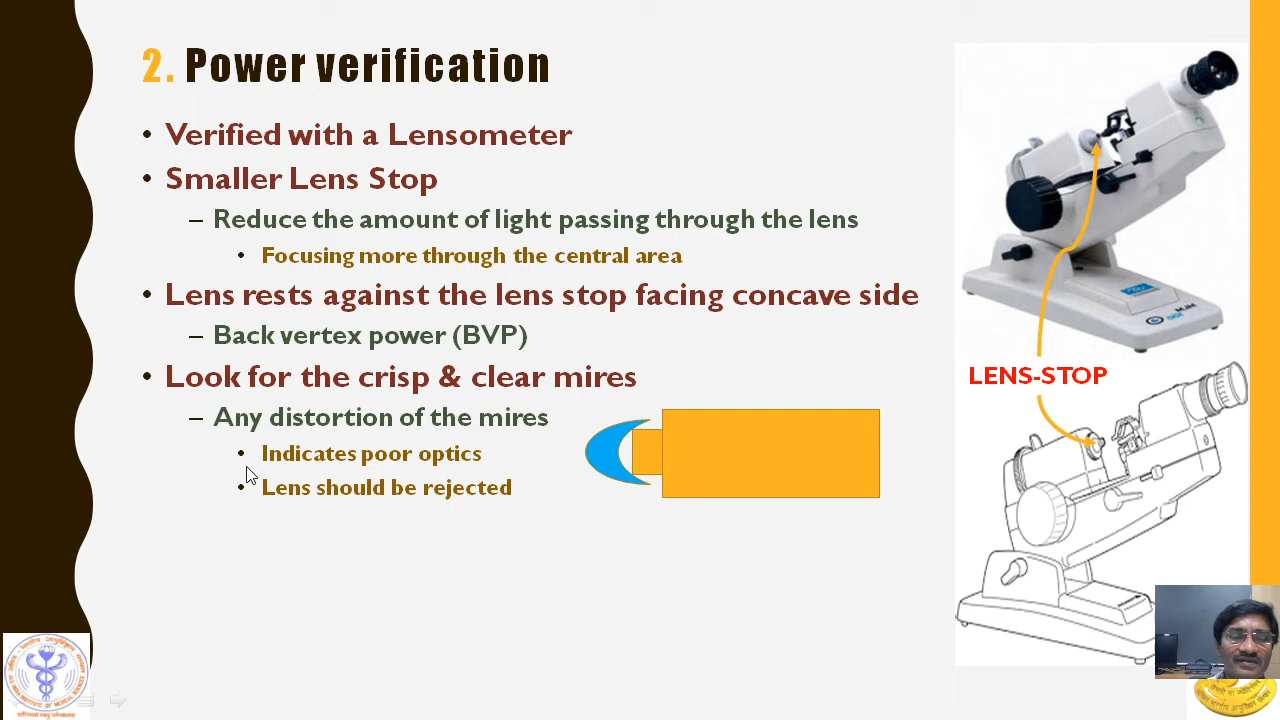 2. Power verification
• Verified with a Lensometer
• Smaller Lens Stop
– Reduce the amount of light passing through the lens
• Focusing more through the central area
• Lens rests against the lens stop facing concave side
– Back vertex power (BVP)
• Look for the crisp & clear mires
– Any distortion of the mires
• Indicates poor optics
• Lens should be rejected
LENS-STOP